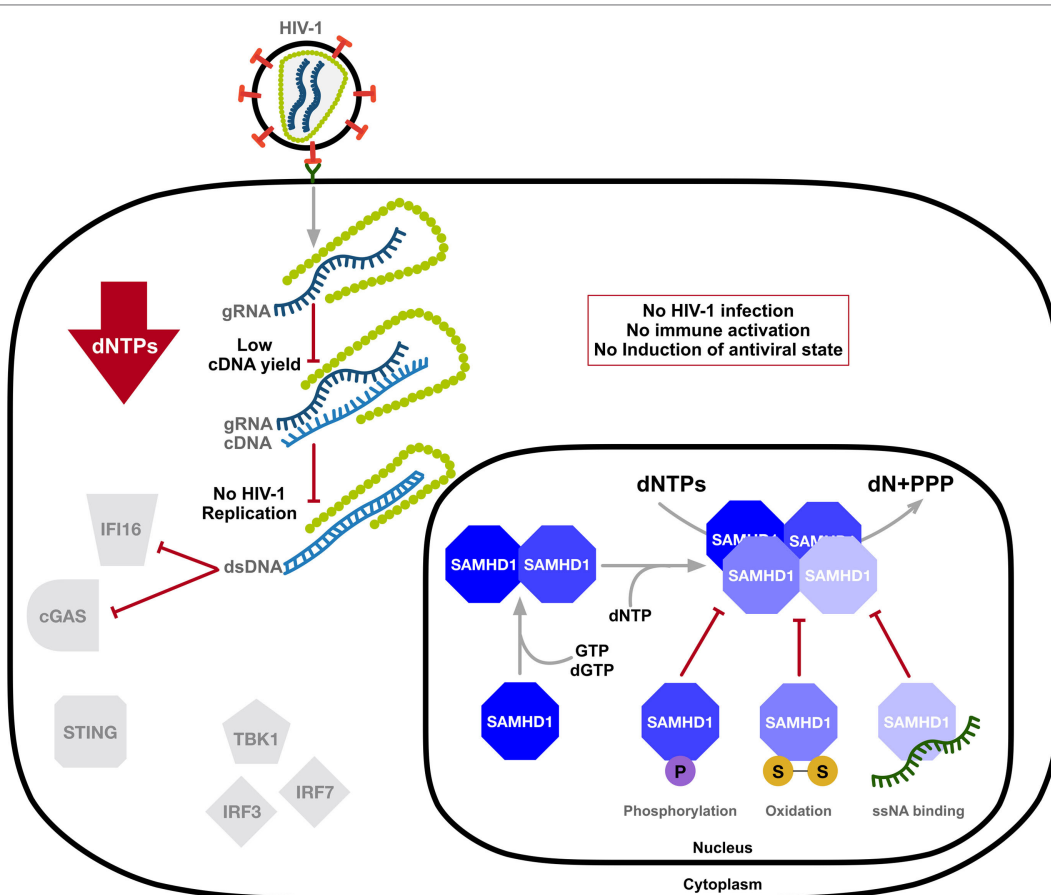 HIV-1
gRNA
dNTPs
Low
cDNA yield
No HIV-1 infection
No immune activation
No Induction of antiviral state
gRNA
cDNA
No HIV-1
Replication
dsDNA
IFI16
cGAS
STING
TBK1
IRF3
IRF7
dNTPs
dN+PPP
SAMHD1
SAMHD1
SAMHD1
SAMHD1
SAMHD1
SAMHD1
dNTP
GTP
dGTP
SAMHD1
SAMHD1
SAMHD1
SAMHD1
P
S
S
Phosphorylation
Oxidation
ssNA binding
Nucleus
Cytoplasm